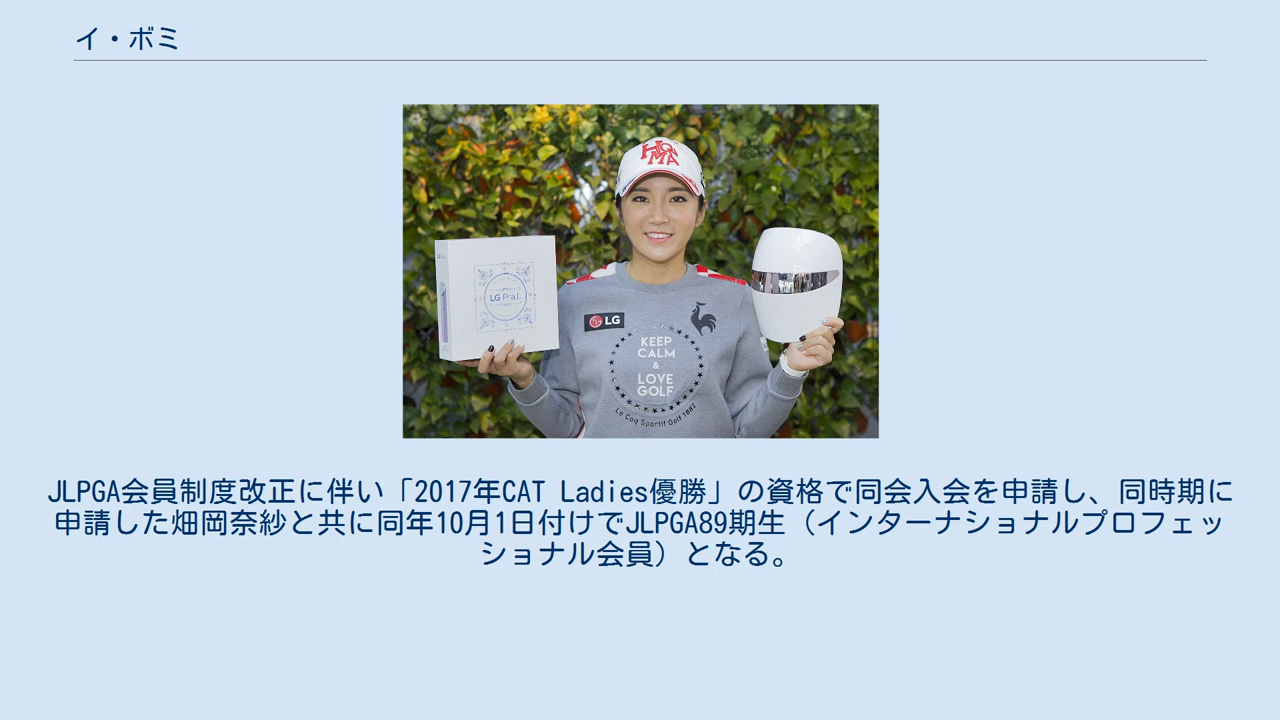 イ・ボミ
HONMA
LG Pra.L
LG
KEEP
CALM
&
LOVE
GOLF
Le Coq Sportif Golf 1882
JLPGA会員制度改正に伴い「2017年CAT Ladies優勝」の資格で同会入会を申請し、同時期に
申請した畑岡奈紗と共に同年10月1日付けでJLPGA89期生（インターナショナルプロフェッ
ショナル会員）となる。